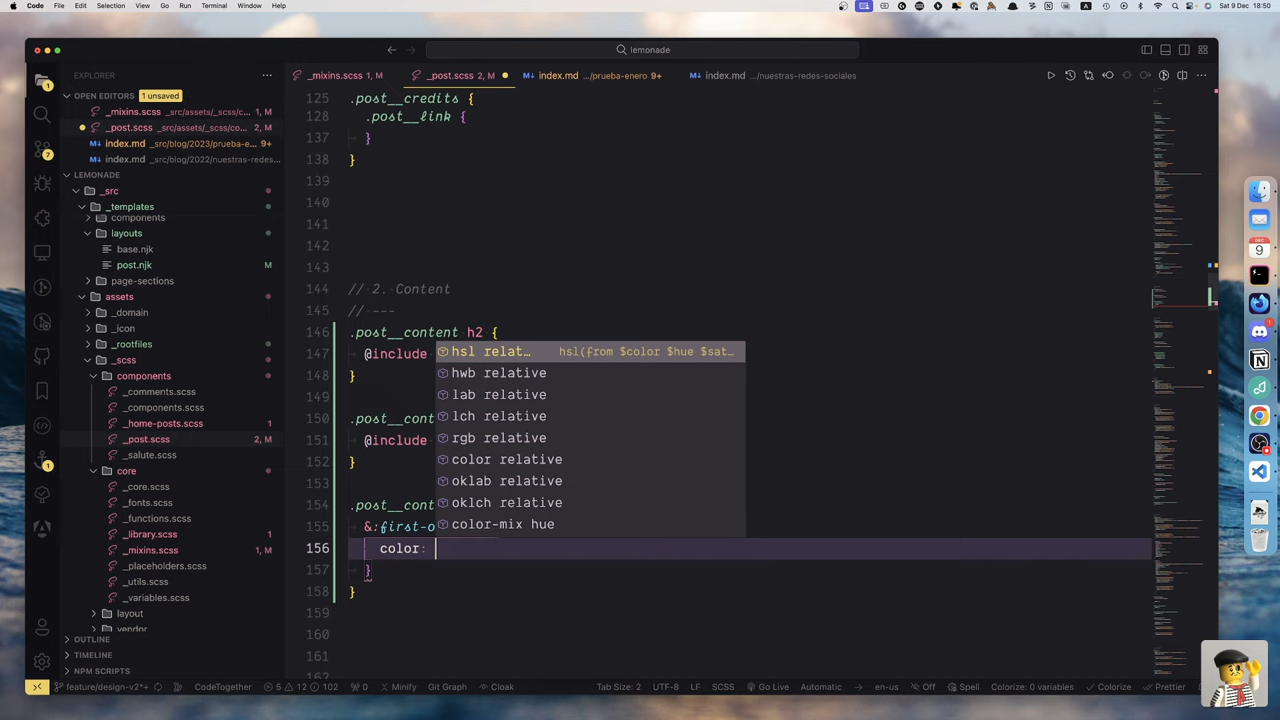 Code File Edit Selection View Go Run Terminal Window Help
A
Sat 9 Dec 18:50
lemonade
EXPLORER
_mixins.scss 1, M
_post.scss 2, M
index.md .../prueba-enero 9+
index.md .../nuestras-redes-sociales
OPEN EDITORS 1 unsaved
_mixins.scss _src/assets/_scss/c... 1, M
_post.scss _src/assets/_scss/co... 2, M
index.md _src/blog/2023/prueba-e... 9+
index.md _src/blog/2022/nuestras-redes...
LEMONADE
_src
_templates
components
layouts
base.njk
post.njk M
page-sections
assets
_domain
_icon
_rootfiles
_scss
components
_comments.scss
_components.scss
_home-posts.scss 1
_post.scss 2, M
_salute.scss
core
_core.scss
_fonts.scss
_functions.scss
_library.scss 1
_mixins.scss 1, M
_placeholders.scss
_utils.scss
_variables.scss
layout
vendor
OUTLINE
TIMELINE
NPM SCRIPTS
125 .post__credits {
128 .post__link {
137 }
138 }
139
140
141
142
143
144 // 2. Content
145 // ---
146 .post__content h2 {
147 @include
148 }
149
150 .post__cont
151 @include
152 }
153
154 .post__cont
155 &:first-o
156 color:
157 }
158 }
159
160
161
162
hsl relat... hsl(from $color $hue $sat...
hwb relative
lab relative
lch relative
rgb relative
color relative
oklab relative
color-mix hue
feature/design-v2*+ CodeTogether 5 12 102 0 Minify Git Graph Cloak Tab Size: 2 UTF-8 LF SCSS Go Live Automatic en-us Off Spell Colorize: 0 variables Colorize Prettier